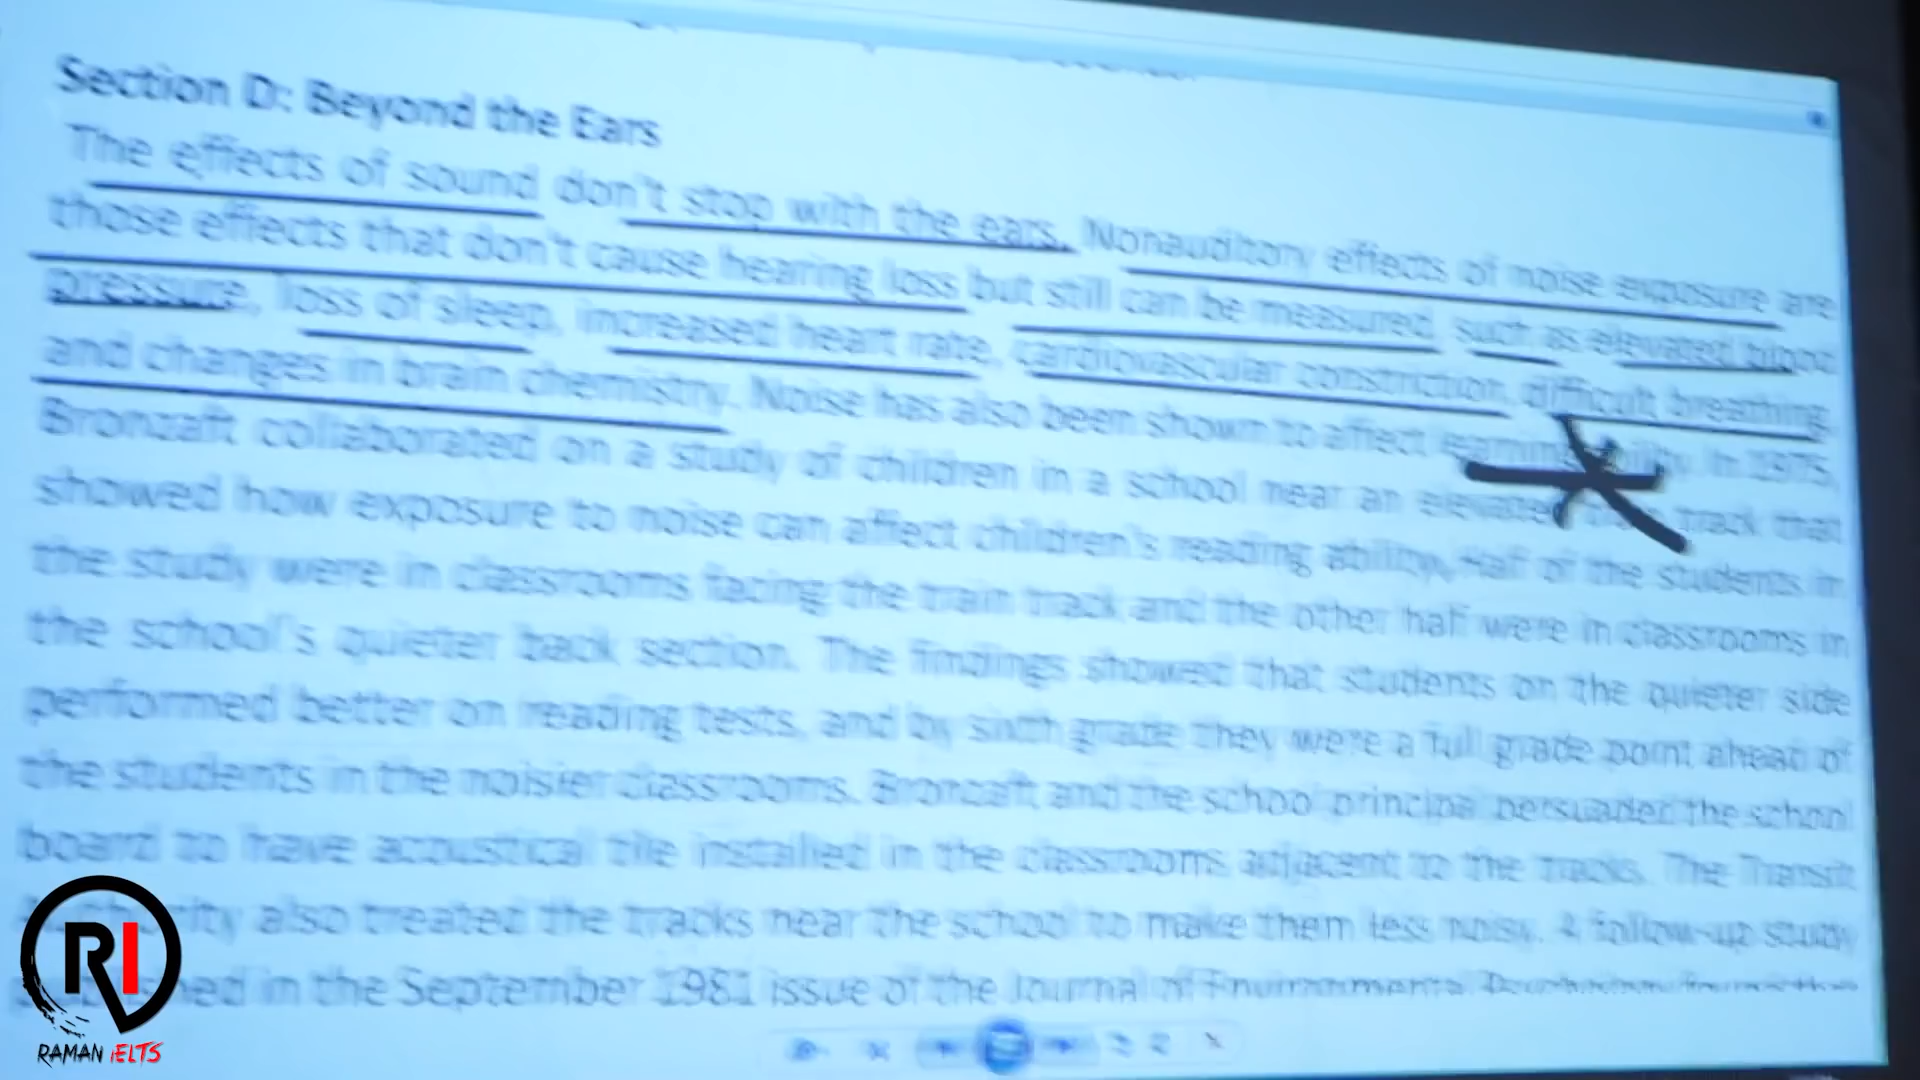 Section D: Beyond the Ears
The effects of sound don't stop with the ears. Nonauditory effects of noise exposure are
those effects that don't cause hearing loss but still can be measured, such as elevated blood
pressure, loss of sleep, increased heart rate, cardiovascular constriction, difficult breathing,
and changes in brain chemistry. Noise has also been shown to affect learning ability. In 1975,
Bronzaft collaborated on a study of children in a school near an elevated track that
showed how exposure to noise can affect children's reading ability. Half of the students in
the study were in classrooms facing the train track and the other half were in classrooms in
the school's quieter back section. The findings showed that students on the quieter side
performed better on reading tests, and by sixth grade they were a full grade point ahead of
the students in the noisier classrooms. Bronzaft and the school principal persuaded the school
board to have acoustical tile installed in the classrooms adjacent to the tracks. The Transit
also treated the tracks near the school to make them less noisy. A follow-up study
in the September 1981 issue of the Journal of Environmental
RI
RAMAN IELTS